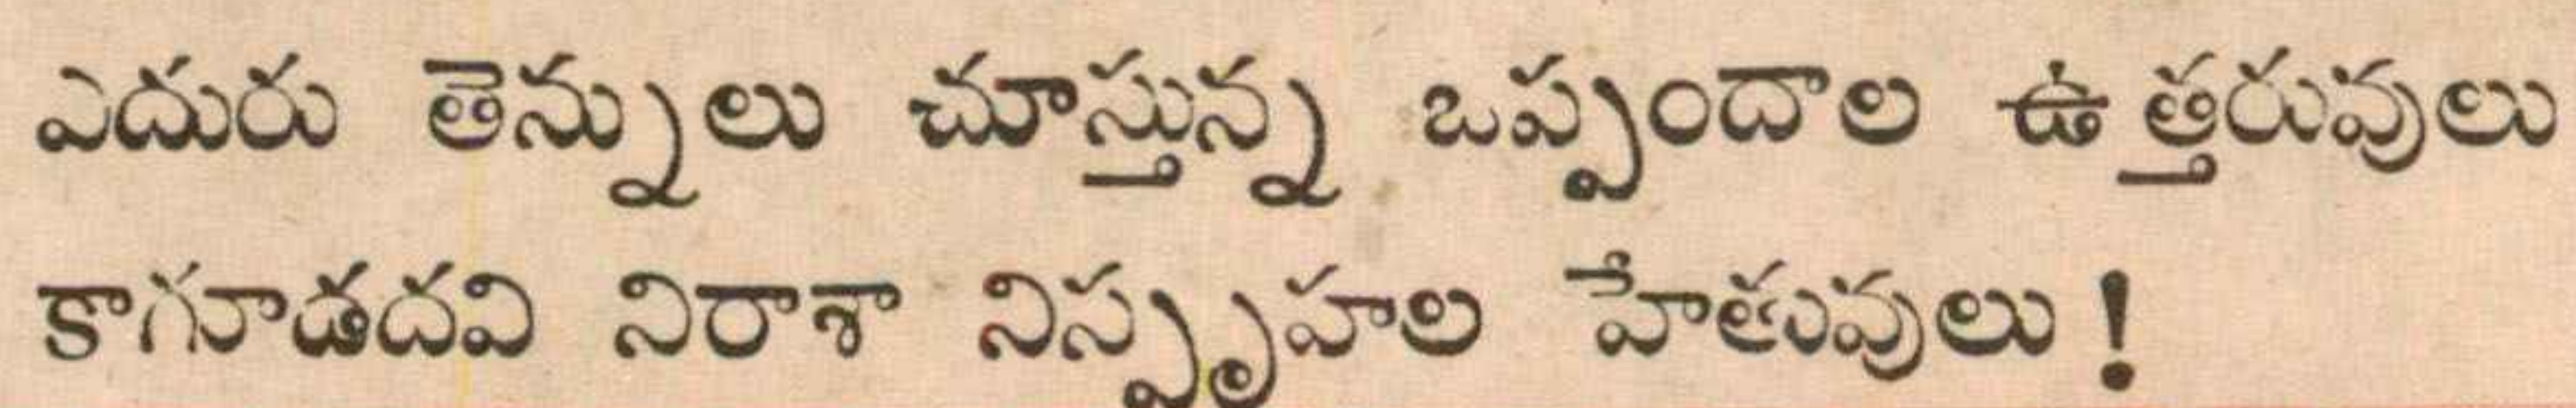 ఎదురు తెన్నులు చూస్తున్న ఒప్పందాల ఉత్తరువులు
కాగూడదవి నిరాశా నిస్పృహల హేతువులు!